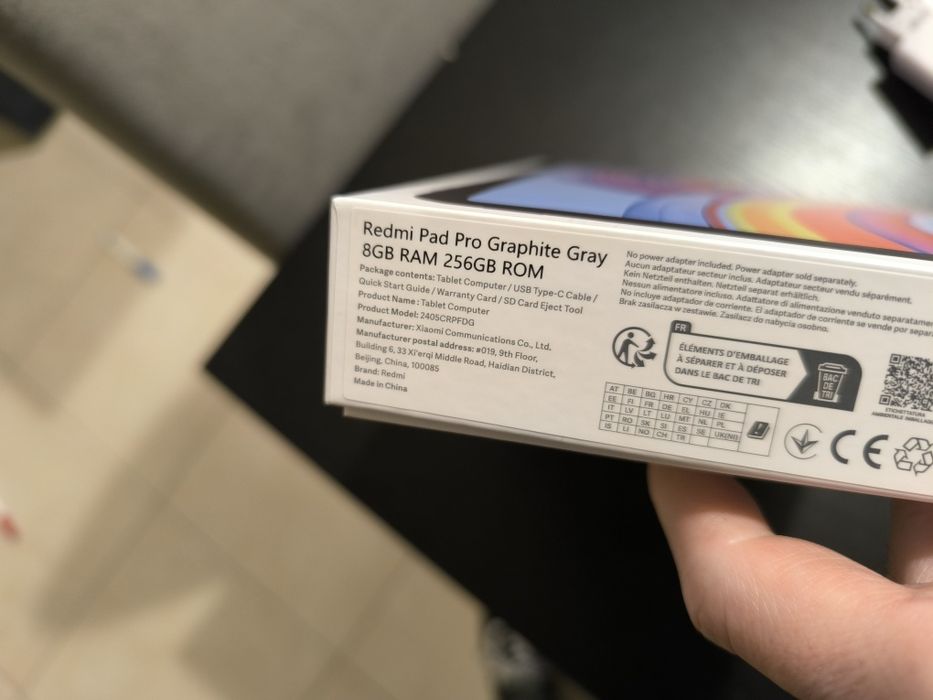 Redmi Pad Pro Graphite Gray
8GB RAM 256GB ROM
Package contents: Tablet Computer / USB Type-C Cable /
Quick Start Guide / Warranty Card / SD Card Eject Tool
Product Name : Tablet Computer
Product Model: 2405CRPFDG
Manufacturer: Xiaomi Communications Co., Ltd.
Manufacturer postal address: #019, 9th Floor,
Building 6, 33 Xi'erqi Middle Road, Haidian District,
Beijing, China, 100085
Brand: Redmi
Made in China
No power adapter included. Power adapter sold separately.
Aucun adaptateur secteur inclus. Adaptateur secteur vendu séparément.
Kein Netzteil enthalten. Netzteil separat erhältlich.
Nessun alimentatore incluso. Adattatore di alimentazione venduto separatamente
No incluye adaptador de corriente. El adaptador de corriente se vende por
Brak zasilacza w zestawie. Zasilacz do nabycia osobno.
FR
ÉLÉMENTS D'EMBALLAGE
À SÉPARER ET À DÉPOSER
DANS LE BAC DE TRI
BAC
DE
TRI
AT BE BG HR CY CZ DK
EE FI FR DE EL HU IE
IT LV LT LU MT NL PL
PT RO SK SI ES SE UK(NI)
IS LI NO CH TR
ETICHETTATURA
AMBIENTALE
CE